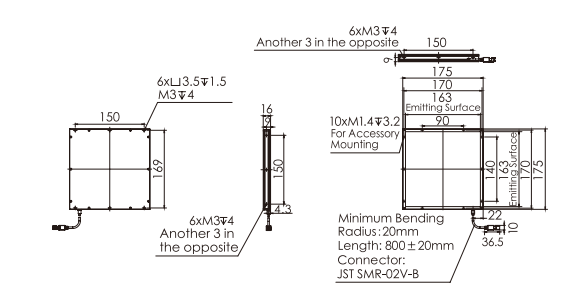 6xM3↧4
Another 3 in the opposite
150
9
175
170
163
Emitting Surface
90
6x⌴3.5↧1.5
M3↧4
150
169
16
150
4.3
6xM3↧4
Another 3 in
the opposite
10xM1.4↧3.2
For Accessory
Mounting
140
163
Emitting Surface
170
175
22
10
36.5
Minimum Bending
Radius: 20mm
Length: 800±20mm
Connector:
JST SMR-02V-B